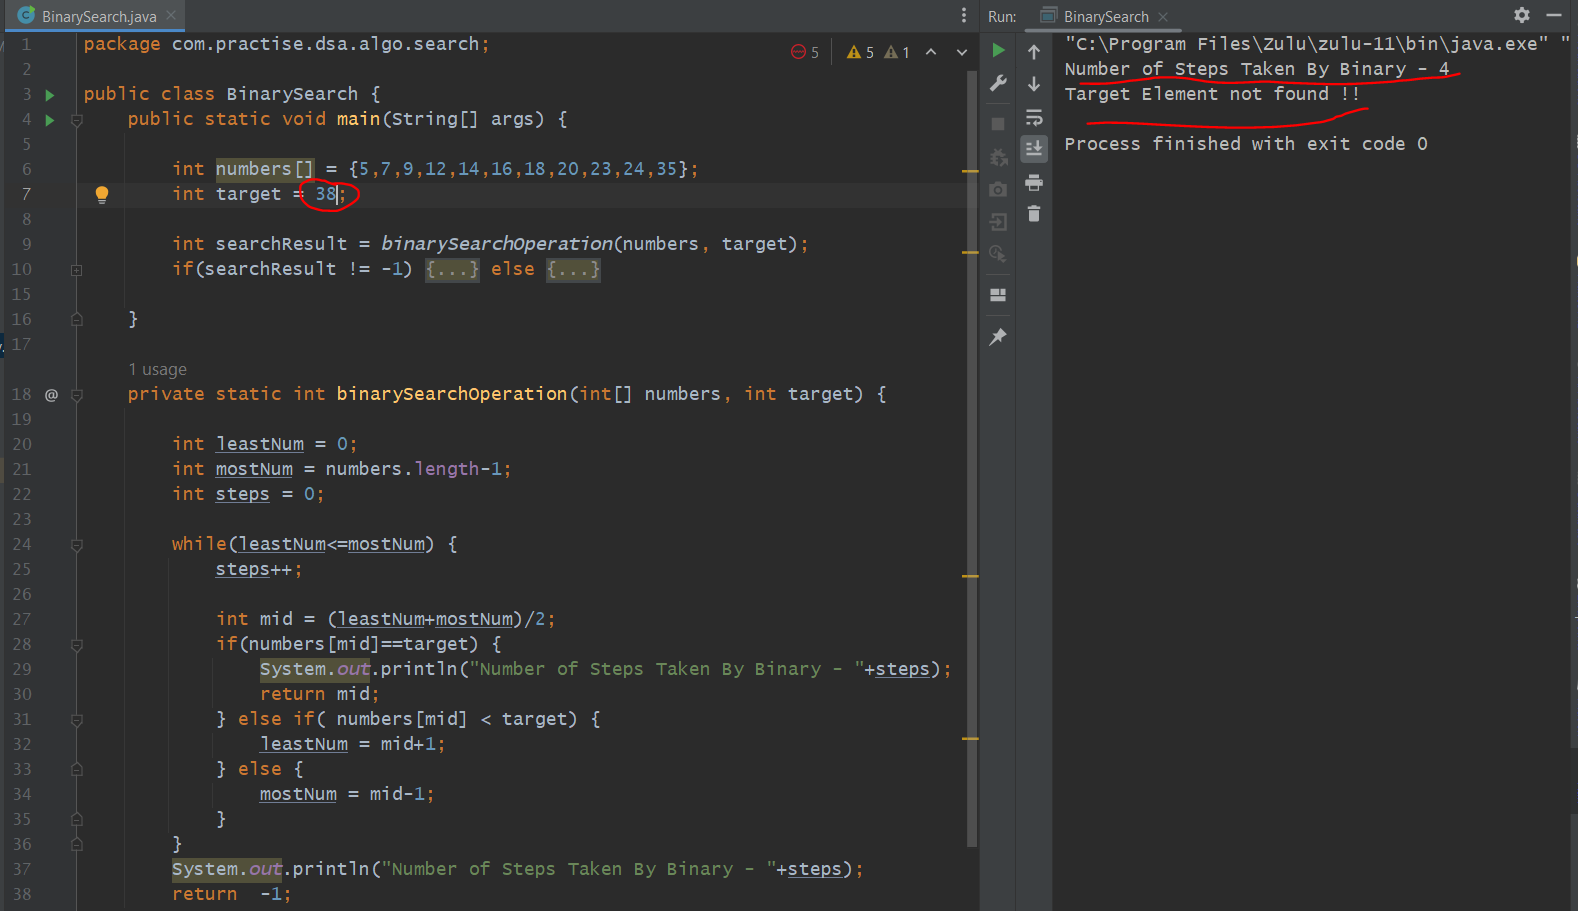 BinarySearch.java
Run: BinarySearch
5 5 1
1 package com.practise.dsa.algo.search;
2
3 public class BinarySearch {
4 public static void main(String[] args) {
5
6 int numbers[] = {5,7,9,12,14,16,18,20,23,24,35};
7 int target = 38;
8
9 int searchResult = binarySearchOperation(numbers, target);
10 if(searchResult != -1) {...} else {...}
15
16 }
17
1 usage
18 @ private static int binarySearchOperation(int[] numbers, int target) {
19
20 int leastNum = 0;
21 int mostNum = numbers.length-1;
22 int steps = 0;
23
24 while(leastNum<=mostNum) {
25 steps++;
26
27 int mid = (leastNum+mostNum)/2;
28 if(numbers[mid]==target) {
29 System.out.println("Number of Steps Taken By Binary - "+steps);
30 return mid;
31 } else if( numbers[mid] < target) {
32 leastNum = mid+1;
33 } else {
34 mostNum = mid-1;
35 }
36 }
37 System.out.println("Number of Steps Taken By Binary - "+steps);
38 return -1;
"C:\Program Files\Zulu\zulu-11\bin\java.exe" "
Number of Steps Taken By Binary - 4
Target Element not found !!
Process finished with exit code 0